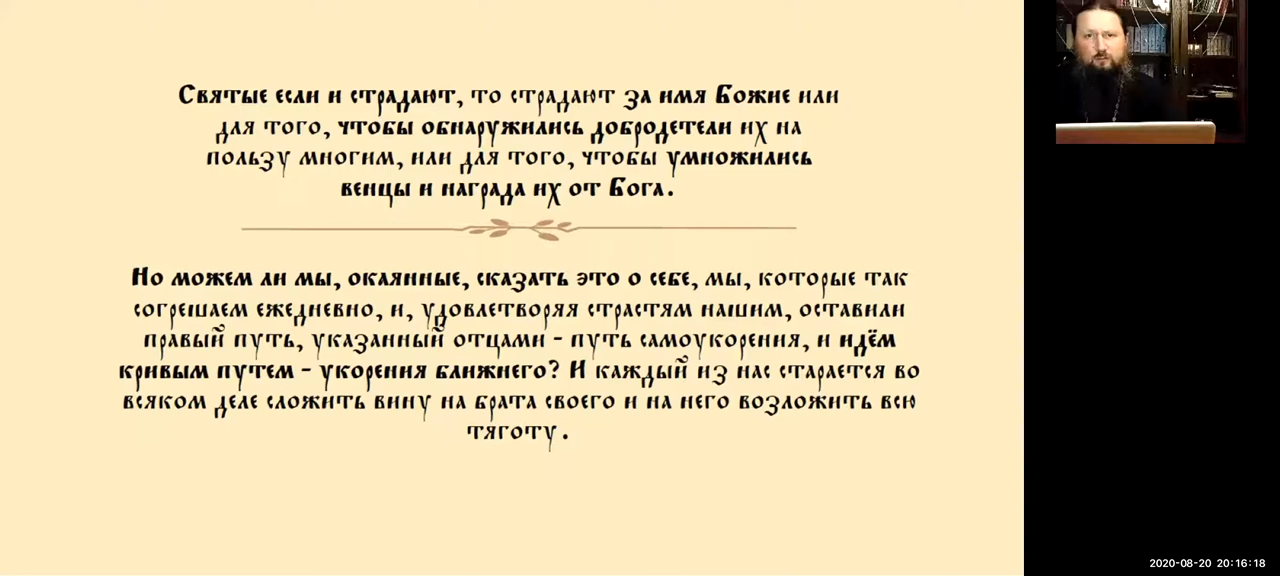 Святые если и страдают, то страдают за имя Божие или
для того, чтобы обнаружились добродетели их на
пользу многим, или для того, чтобы умножились
венцы и награда их от Бога.
Но можем ли мы, окаянные, сказать это о себе, мы, которые так
согрешаем ежедневно, и, удовлетворяя страстям нашим, оставили
правый путь, указанный отцами - путь самоукорения, и идём
кривым путем - укорения ближнего? И каждый из нас старается во
всяком деле сложить вину на брата своего и на него возложить всю
тяготу.
2020-08-20 20:16:18